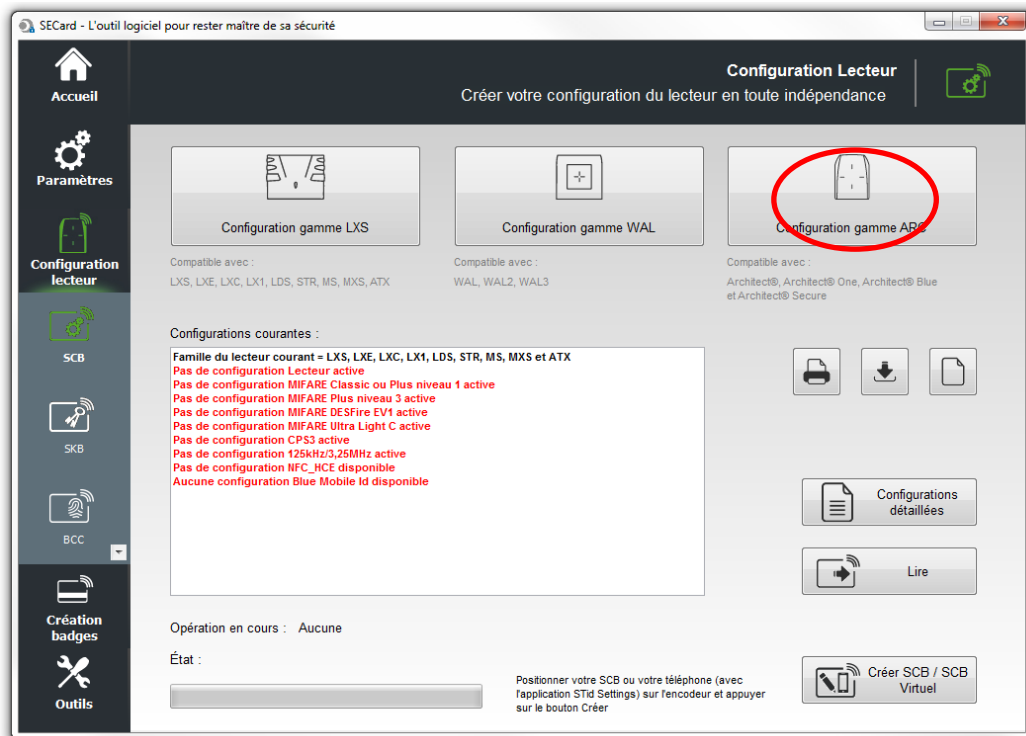 SECard - L'outil logiciel pour rester maître de sa sécurité
Accueil
Configuration Lecteur
Créer votre configuration du lecteur en toute indépendance
Paramètres
Configuration
lecteur
SCB
SKB
BCC
Création
badges
Outils
Configuration gamme LXS
Configuration gamme WAL
Configuration gamme ARC
Compatible avec :
LXS, LXE, LXC, LX1, LDS, STR, MS, MXS, ATX
Compatible avec :
WAL, WAL2, WAL3
Compatible avec :
Architect®, Architect® One, Architect® Blue
et Architect® Secure
Configurations courantes :
Famille du lecteur courant = LXS, LXE, LXC, LX1, LDS, STR, MS, MXS et ATX
Pas de configuration Lecteur active
Pas de configuration MIFARE Classic ou Plus niveau 1 active
Pas de configuration MIFARE Plus niveau 3 active
Pas de configuration MIFARE DESFire EV1 active
Pas de configuration MIFARE Ultra Light C active
Pas de configuration CPS3 active
Pas de configuration 125kHz/3,25MHz active
Pas de configuration NFC_HCE disponible
Aucune configuration Blue Mobile Id disponible
Configurations
détaillées
Lire
Opération en cours : Aucune
État :
Positionner votre SCB ou votre téléphone (avec
l'application STid Settings) sur l'encodeur et appuyer
sur le bouton Créer
Créer SCB / SCB
Virtuel